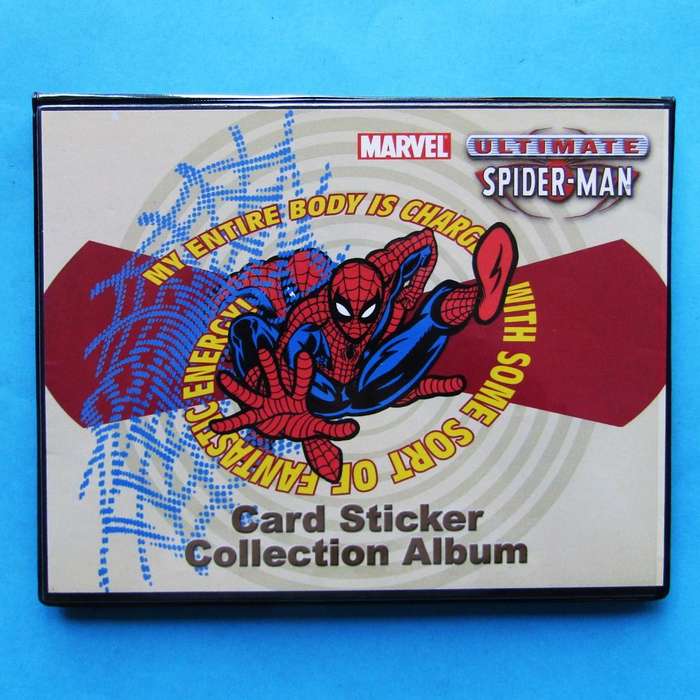 MARVEL
ULTIMATE
SPIDER-MAN
MY ENTIRE BODY IS CHARG
WITH SOME SORT OF FANTASTIC ENERGY!
Card Sticker
Collection Album